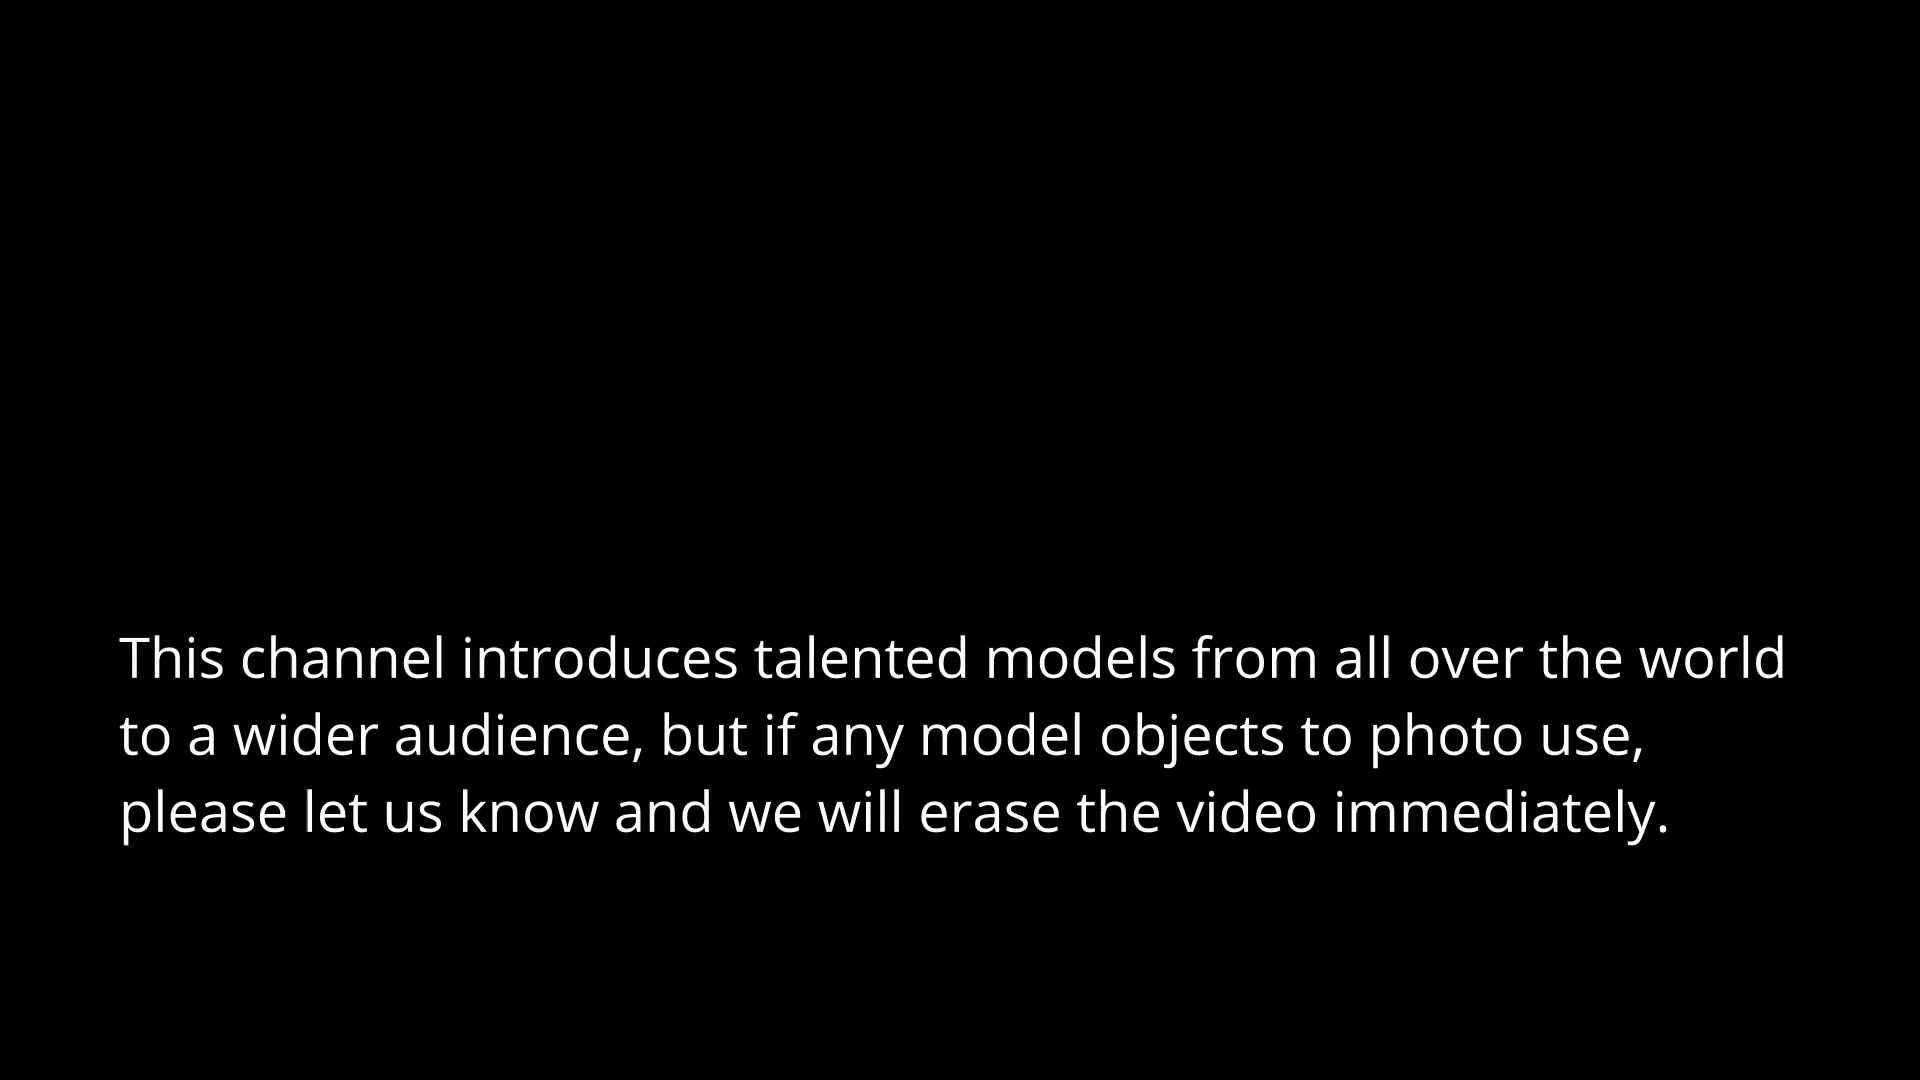 This channel introduces talented models from all over the world
to a wider audience, but if any model objects to photo use,
please let us know and we will erase the video immediately.